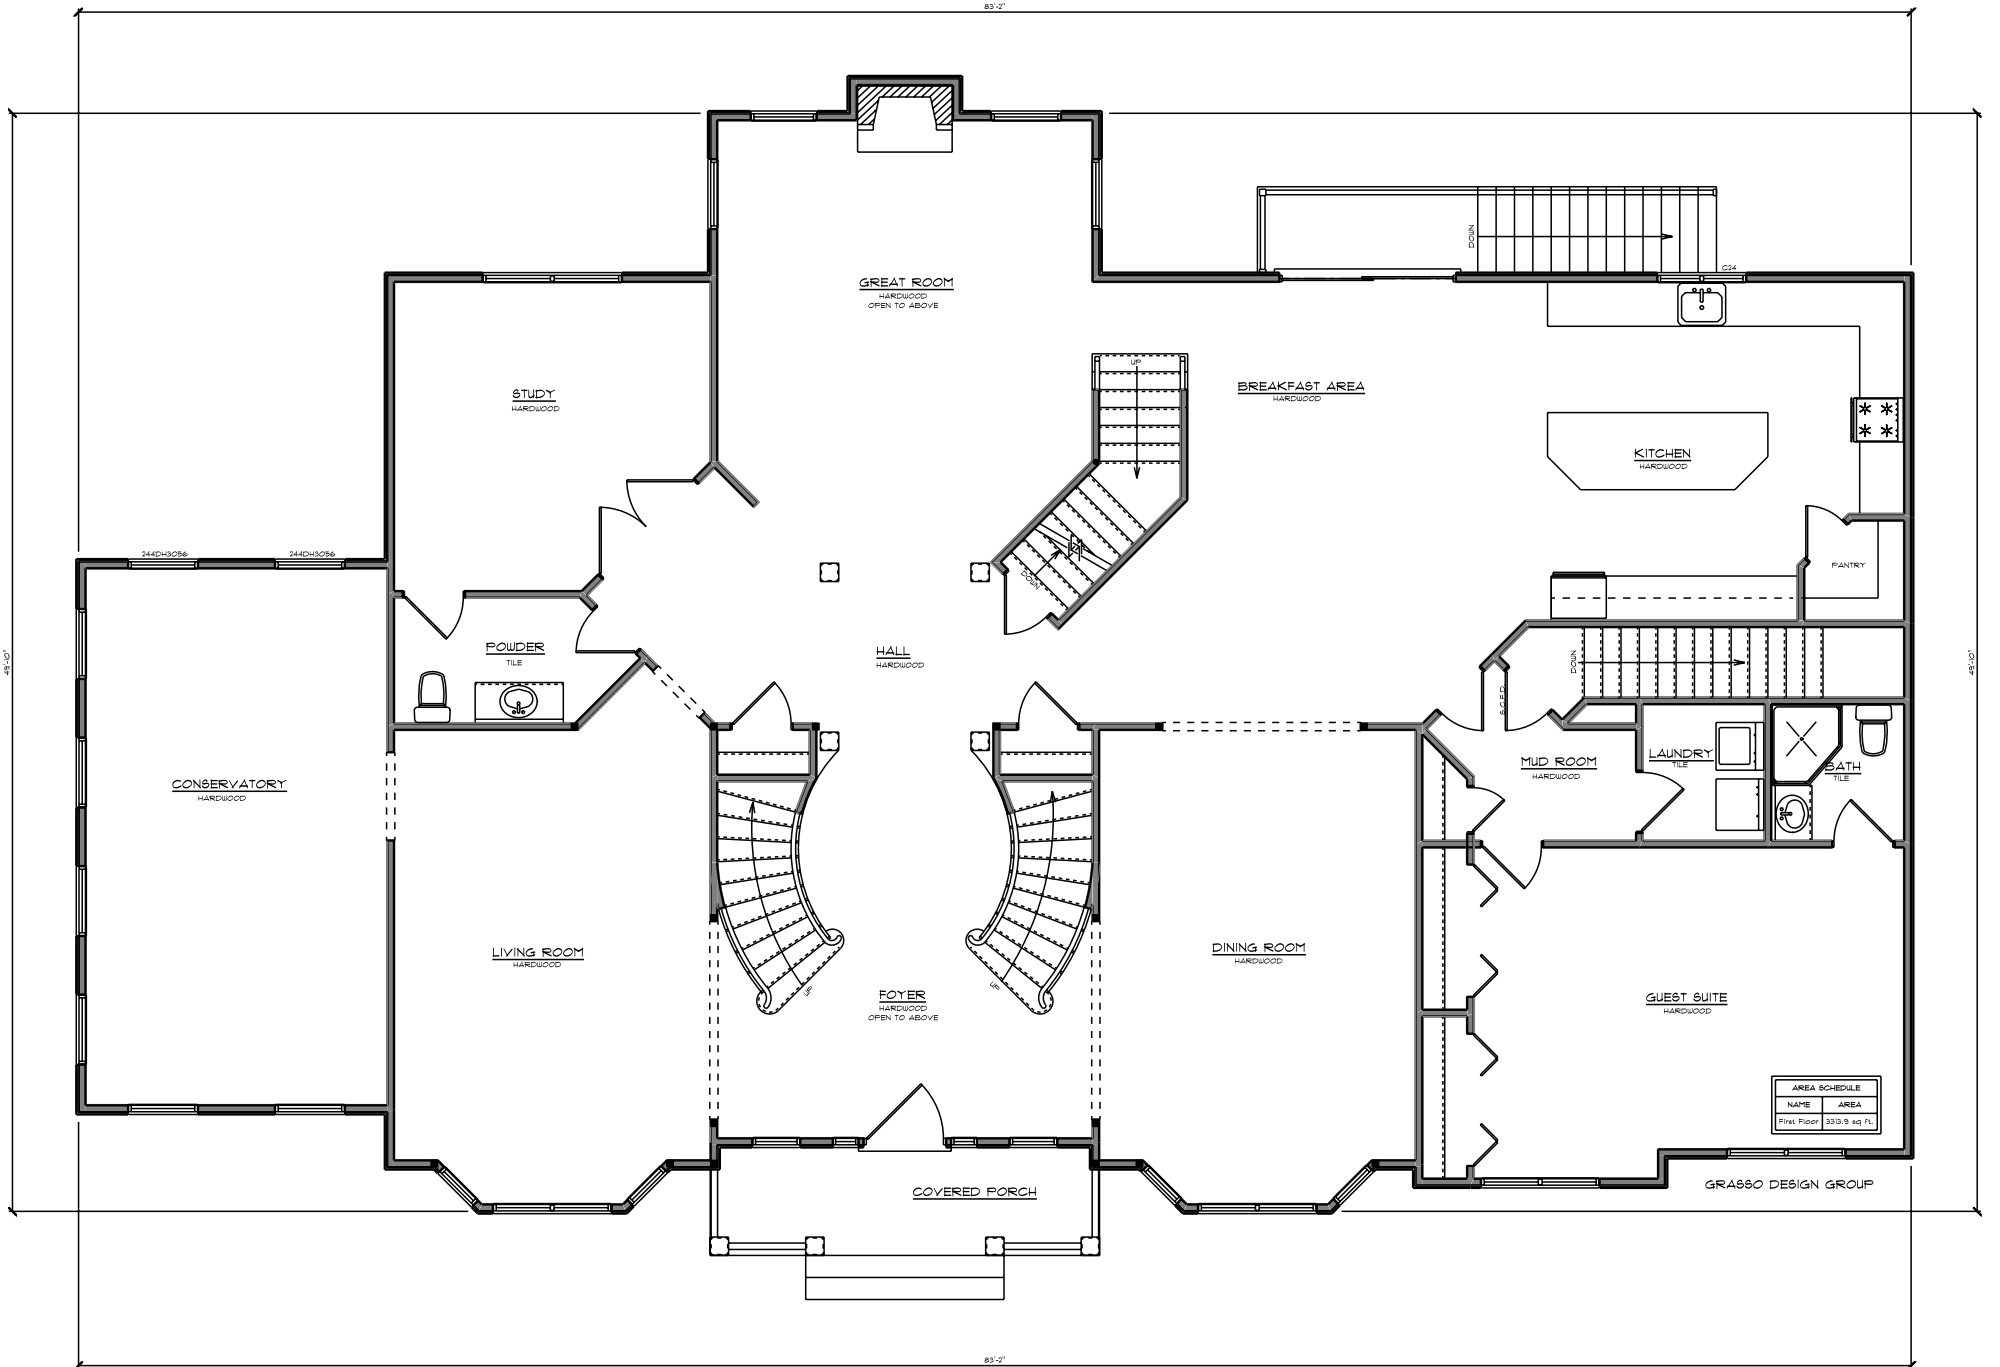 83'-2"
GREAT ROOM
HARDWOOD
OPEN TO ABOVE
DOWN
C24
UP
STUDY
HARDWOOD
BREAKFAST AREA
HARDWOOD
KITCHEN
HARDWOOD
244DH3056
244DH3056
DOWN
PANTRY
POWDER
TILE
HALL
HARDWOOD
49'-10"
49'-10"
DOWN
S.C.F.D.
CONSERVATORY
HARDWOOD
MUD ROOM
HARDWOOD
LAUNDRY
TILE
BATH
TILE
LIVING ROOM
HARDWOOD
DINING ROOM
HARDWOOD
UP
UP
FOYER
HARDWOOD
OPEN TO ABOVE
GUEST SUITE
HARDWOOD
AREA SCHEDULE
NAME AREA
First Floor 3313.9 sq ft.
COVERED PORCH
GRASSO DESIGN GROUP
83'-2"